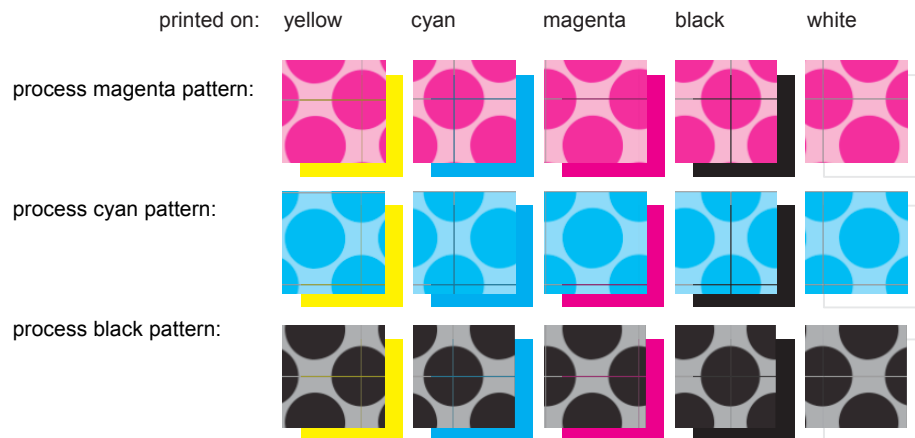 printed on: yellow cyan magenta black white
process magenta pattern:
process cyan pattern:
process black pattern: